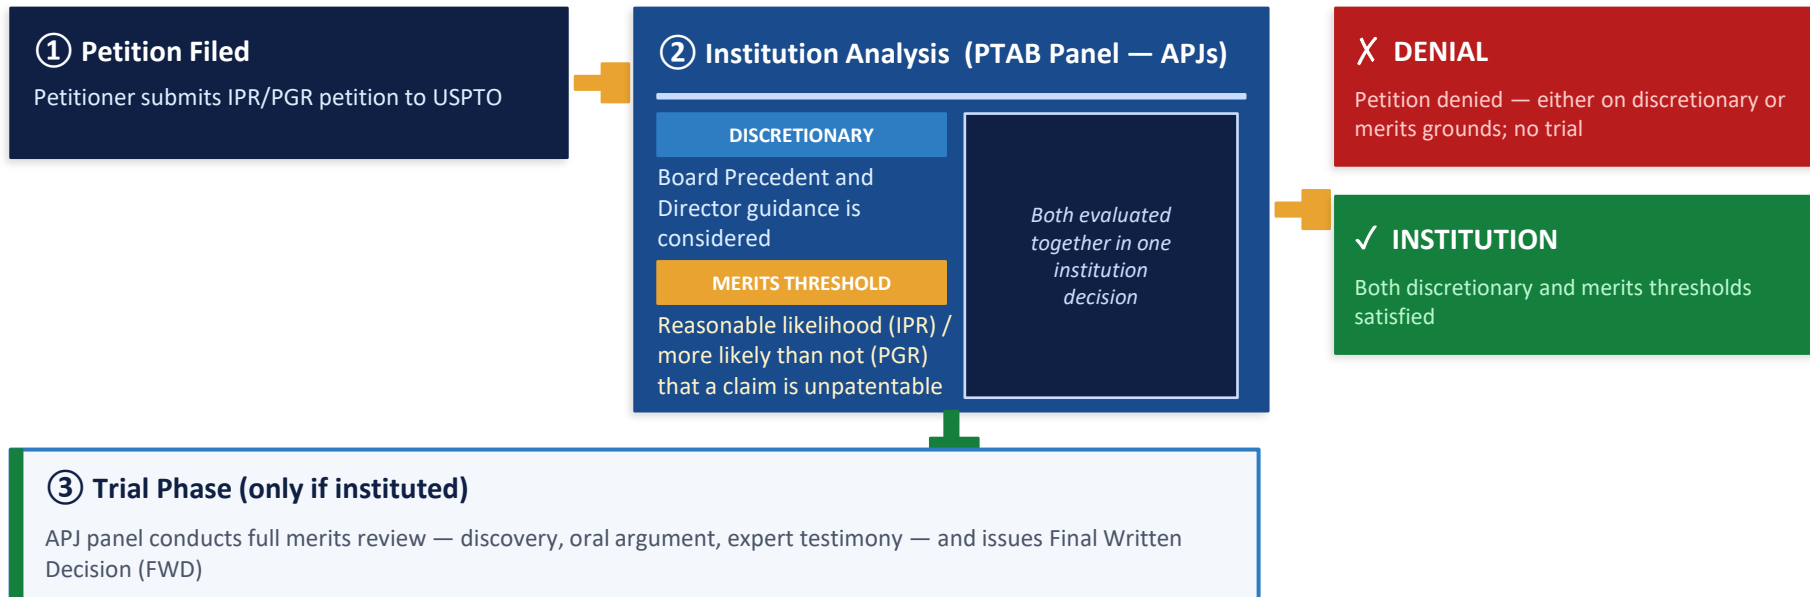 ① Petition Filed
Petitioner submits IPR/PGR petition to USPTO
② Institution Analysis (PTAB Panel — APJs)
DISCRETIONARY
Board Precedent and
Director guidance is
considered
MERITS THRESHOLD
Reasonable likelihood (IPR) /
more likely than not (PGR)
that a claim is unpatentable
Both evaluated
together in one
institution
decision
✗ DENIAL
Petition denied — either on discretionary or
merits grounds; no trial
✓ INSTITUTION
Both discretionary and merits thresholds
satisfied
③ Trial Phase (only if instituted)
APJ panel conducts full merits review — discovery, oral argument, expert testimony — and issues Final Written
Decision (FWD)